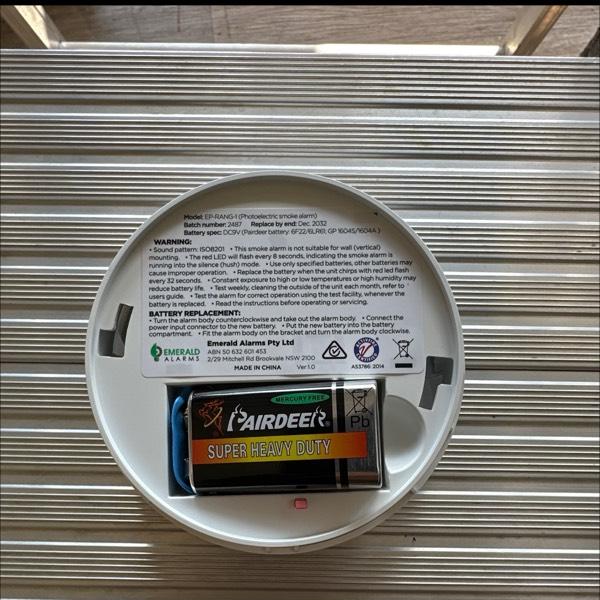 Model: EP-RANG-1 (Photoelectric smoke alarm)
Batch number: 2487 Replace by end: Dec. 2032
Battery spec: DC9V (Pairdeer battery: 6F22/6LR61; GP 1604S/1604A )
WARNING:
• Sound pattern: ISO8201 • This smoke alarm is not suitable for wall (vertical)
mounting. • The red LED will flash every 8 seconds, indicating the smoke alarm is
running into the silence (hush) mode. • Use only specified batteries, other batteries may
cause improper operation. • Replace the battery when the unit chirps with red led flash
every 32 seconds. • Constant exposure to high or low temperatures or high humidity may
reduce battery life. • Test weekly, cleaning the outside of the unit each month, refer to
users guide. • Test the alarm for correct operation using the test facility, whenever the
battery is replaced. • Read the instructions before operating or servicing.
BATTERY REPLACEMENT:
• Turn the alarm body counterclockwise and take out the alarm body. • Connect the
power input connector to the new battery. • Put the new battery into the battery
compartment. • Fit the alarm body on the bracket and turn the alarm body clockwise.
EMERALD
ALARMS
Emerald Alarms Pty Ltd
ABN 50 632 601 453
2/29 Mitchell Rd Brookvale NSW 2100
MADE IN CHINA Ver 1.0
AS3786: 2014
MERCURY FREE
PAIRDEER
SUPER HEAVY DUTY
Pb